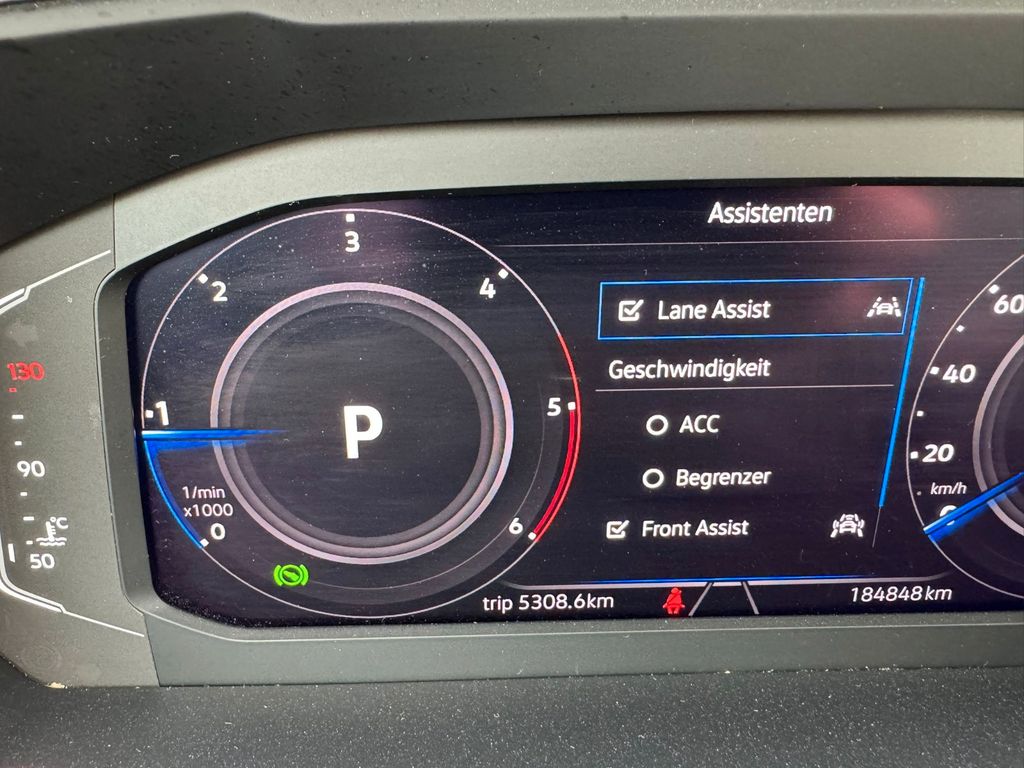 Assistenten
Lane Assist
Geschwindigkeit
ACC
Begrenzer
Front Assist
P
0
1
2
3
4
5
6
1/min
x1000
130
90
50
°C
60
40
20
km/h
trip 5308.6km
184848km